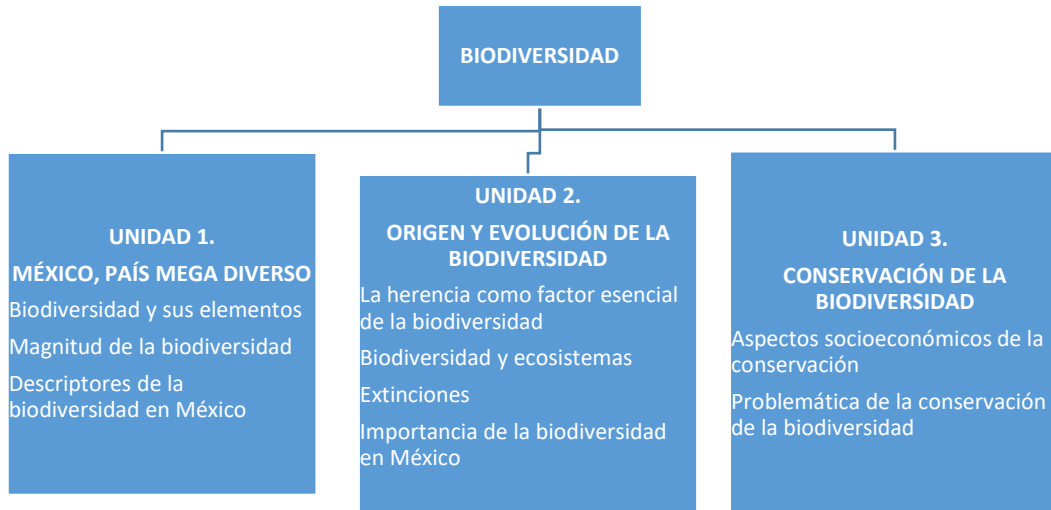 BIODIVERSIDAD
UNIDAD 1.
MÉXICO, PAÍS MEGA DIVERSO
Biodiversidad y sus elementos
Magnitud de la biodiversidad
Descriptores de la
biodiversidad en México
UNIDAD 2.
ORIGEN Y EVOLUCIÓN DE LA
BIODIVERSIDAD
La herencia como factor esencial
de la biodiversidad
Biodiversidad y ecosistemas
Extinciones
Importancia de la biodiversidad
en México
UNIDAD 3.
CONSERVACIÓN DE LA
BIODIVERSIDAD
Aspectos socioeconómicos de la
conservación
Problemática de la conservación
de la biodiversidad